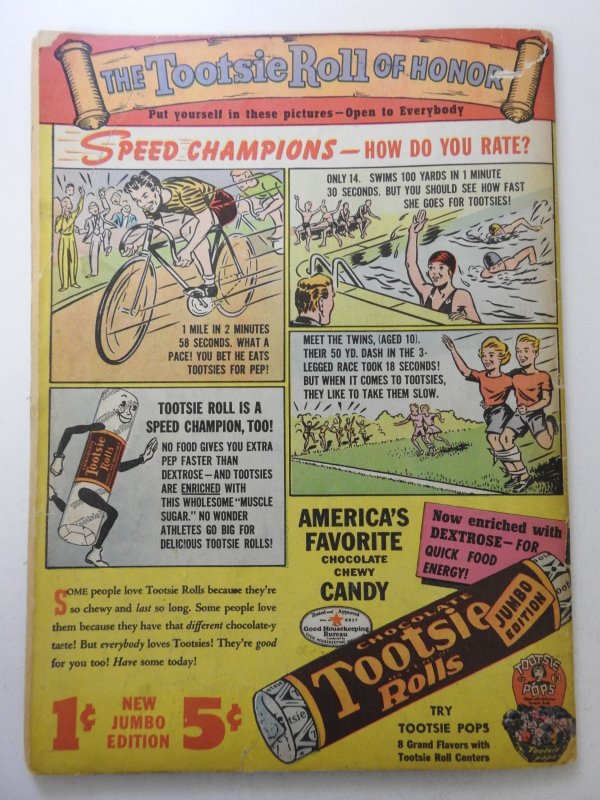 THE Tootsie Roll OF HONOR
Put yourself in these pictures—Open to Everybody
SPEED CHAMPIONS — HOW DO YOU RATE?
1 MILE IN 2 MINUTES
58 SECONDS. WHAT A
PACE! YOU BET HE EATS
TOOTSIES FOR PEP!
ONLY 14. SWIMS 100 YARDS IN 1 MINUTE
30 SECONDS. BUT YOU SHOULD SEE HOW FAST
SHE GOES FOR TOOTSIES!
MEET THE TWINS, (AGED 10).
THEIR 50 YD. DASH IN THE 3-
LEGGED RACE TOOK 18 SECONDS!
BUT WHEN IT COMES TO TOOTSIES,
THEY LIKE TO TAKE THEM SLOW.
CHOCOLATE
Tootsie
Rolls
TOOTSIE ROLL IS A
SPEED CHAMPION, TOO!
NO FOOD GIVES YOU EXTRA
PEP FASTER THAN
DEXTROSE—AND TOOTSIES
ARE ENRICHED WITH
THIS WHOLESOME "MUSCLE
SUGAR." NO WONDER
ATHLETES GO BIG FOR
DELICIOUS TOOTSIE ROLLS!
AMERICA'S
FAVORITE
CHOCOLATE
CHEWY
CANDY
Now enriched with
DEXTROSE—FOR
QUICK FOOD
ENERGY!
SOME people love Tootsie Rolls because they're
so chewy and last so long. Some people love
them because they have that different chocolate-y
taste! But everybody loves Tootsies! They're good
for you too! Have some today!
1¢ NEW JUMBO EDITION 5¢
Tested and Approved
4937
Good Housekeeping
Bureau
CHOCOLATE
Tootsie
Rolls
JUMBO
EDITION
tsie
TOOTSIE
POPS
Tootsie
POPS
TRY
TOOTSIE POPS
8 Grand Flavors with
Tootsie Roll Centers